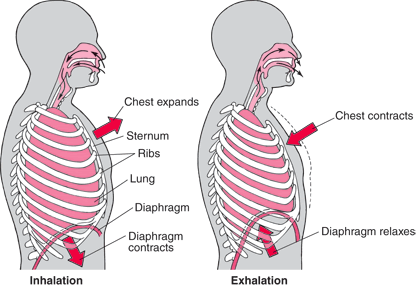 Chest expands
Sternum
Ribs
Lung
Diaphragm
Diaphragm
contracts
Inhalation
Chest contracts
Diaphragm relaxes
Exhalation